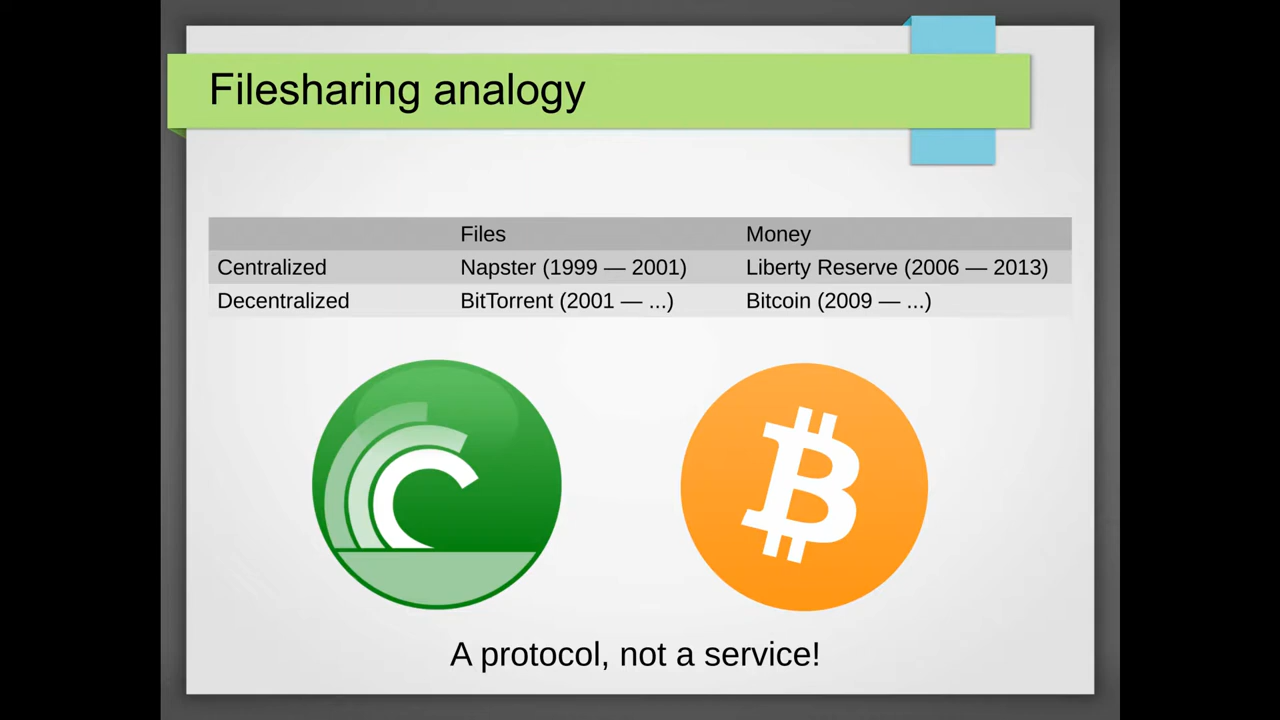 Filesharing analogy
Files Money
Centralized Napster (1999 — 2001) Liberty Reserve (2006 — 2013)
Decentralized BitTorrent (2001 — ...) Bitcoin (2009 — ...)
A protocol, not a service!